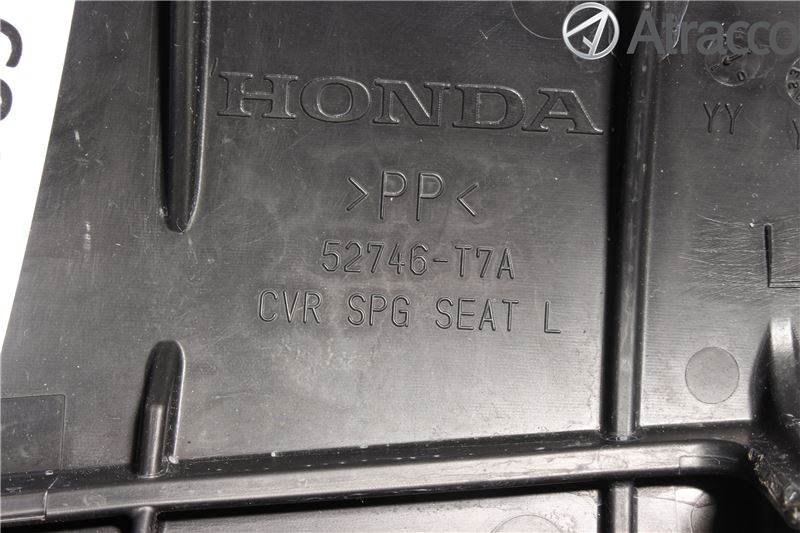 Atracco
HONDA
YY
>PP<
52746-T7A
CVR SPG SEAT L
L